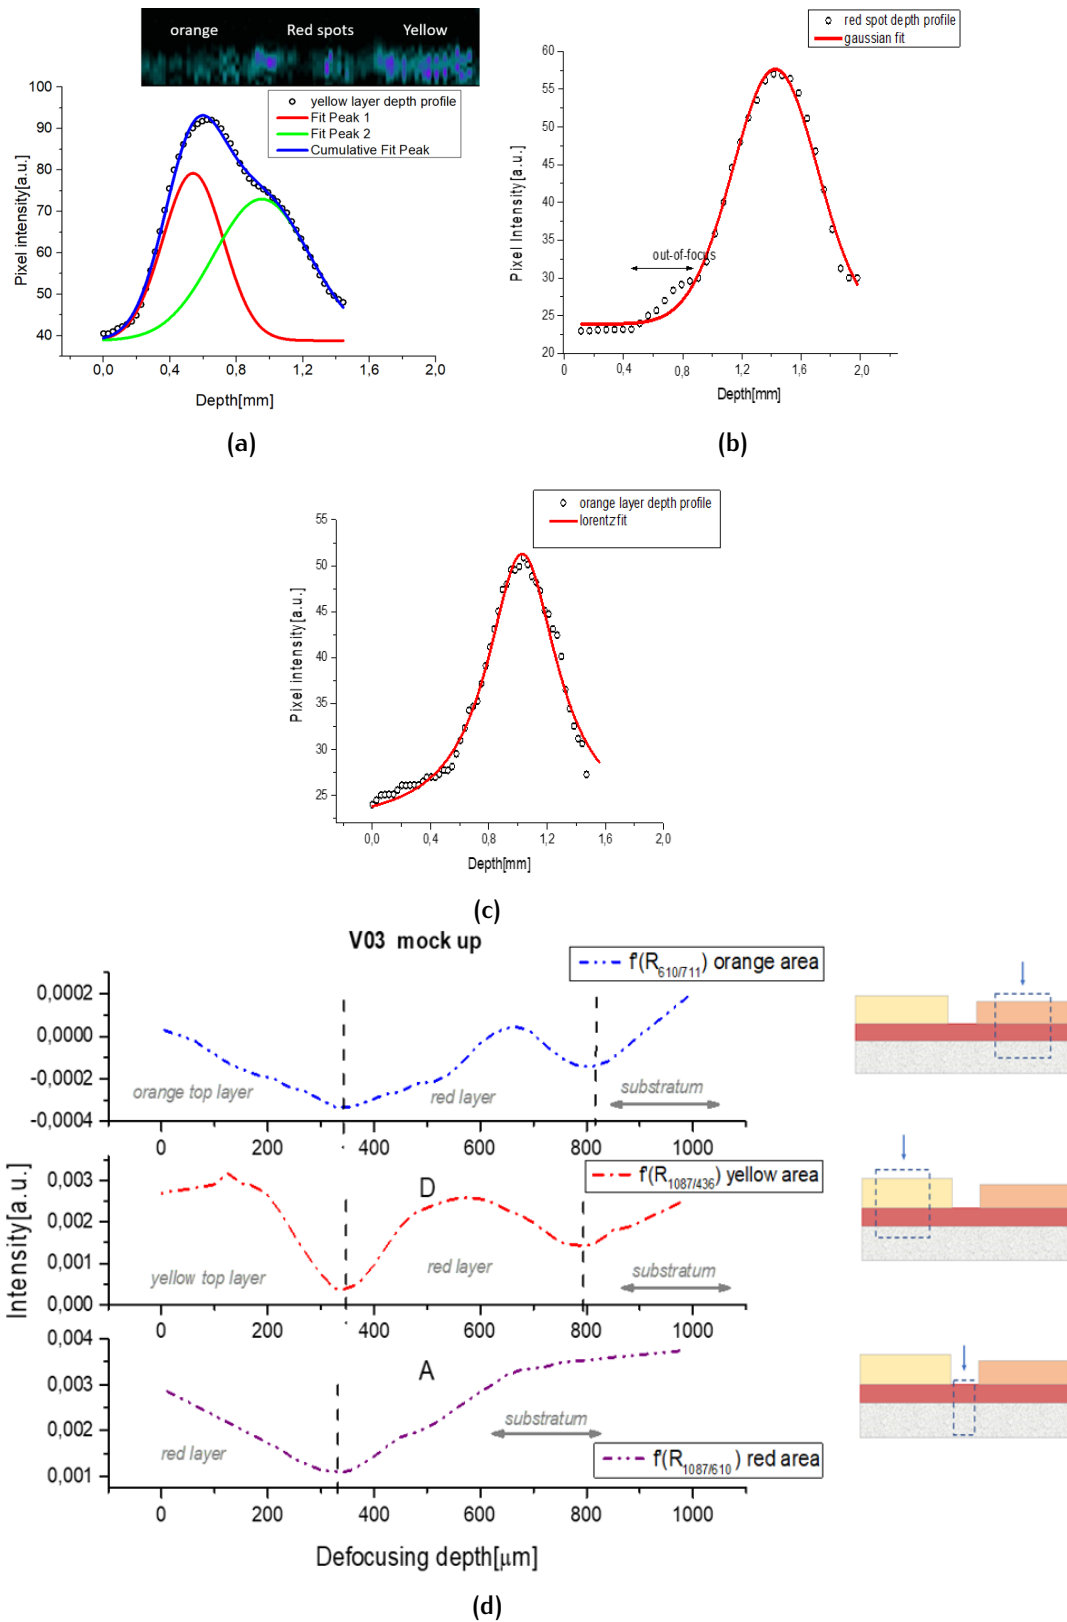 orange Red spots Yellow
yellow layer depth profile
Fit Peak 1
Fit Peak 2
Cumulative Fit Peak
100
90
80
70
60
50
40
Pixel intensity[a.u.]
0,0 0,4 0,8 1,2 1,6 2,0
Depth[mm]
(a)
red spot depth profile
gaussian fit
60
55
50
45
40
35
30
25
20
Pixel Intensity[a.u.]
out-of-focus
0 0,4 0,8 1,2 1,6 2,0
Depth[mm]
(b)
orange layer depth profile
lorentz fit
55
50
45
40
35
30
25
Pixel intensity[a.u.]
0,0 0,4 0,8 1,2 1,6 2,0
Depth[mm]
(c)
V03 mock up
f'(R610/711) orange area
0,0002
0,0000
-0,0002
-0,0004
orange top layer red layer substratum
0 200 400 600 800 1000
f'(R1087/436) yellow area
0,003
0,002
0,001
0,000
D
yellow top layer red layer substratum
0 200 400 600 800 1000
Intensity[a.u.]
0,004
0,003
0,002
0,001
A
red layer substratum
f'(R1087/610) red area
0 200 400 600 800 1000
Defocusing depth[μm]
(d)